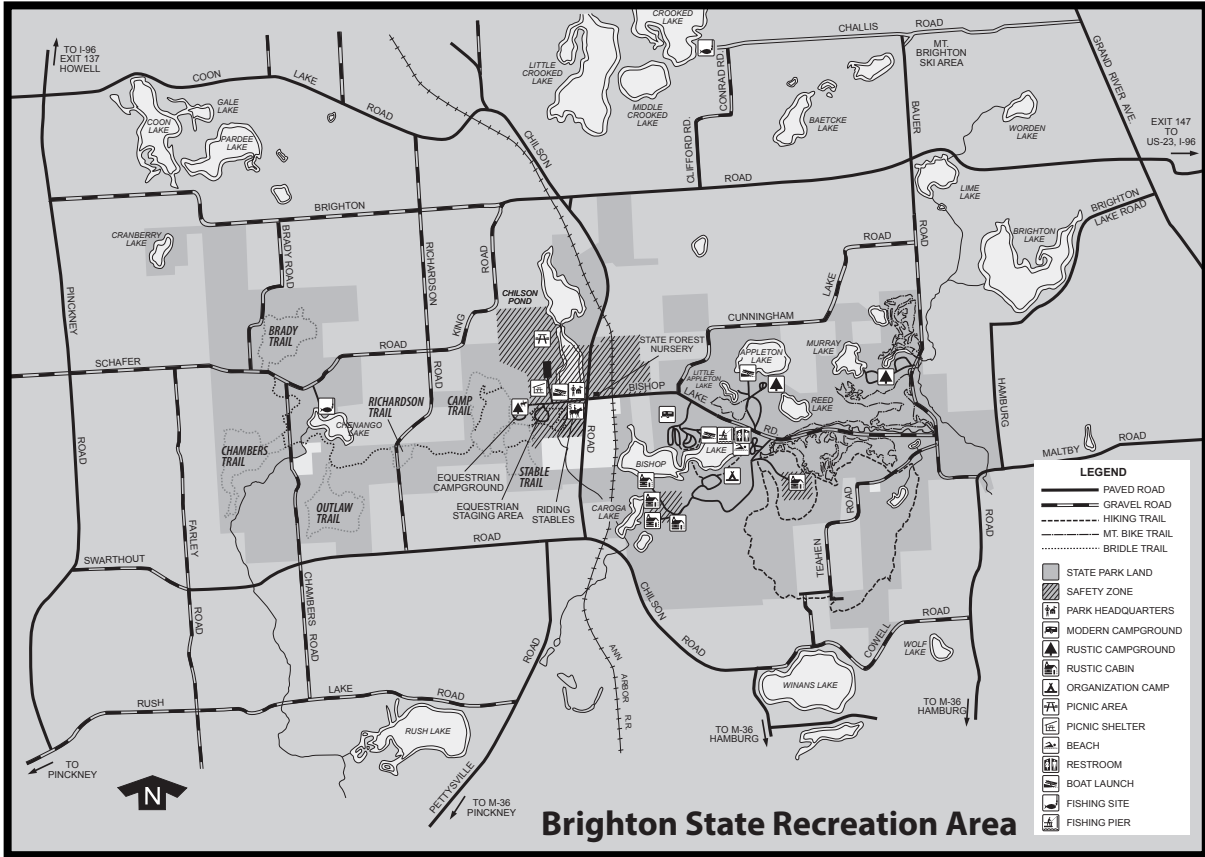 TO I-96
EXIT 137
HOWELL
COON
LAKE
ROAD
COON
LAKE
GALE
LAKE
PARDEE
LAKE
CROOKED
LAKE
LITTLE
CROOKED
LAKE
MIDDLE
CROOKED
LAKE
CHALLIS
ROAD
CONRAD RD.
CLIFFORD RD.
MT.
BRIGHTON
SKI AREA
BAETCKE
LAKE
BAUER
ROAD
GRAND RIVER AVE.
WORDEN
LAKE
EXIT 147
TO
US-23, I-96
CHILSON
ROAD
BRIGHTON
ROAD
LIME
LAKE
BRIGHTON
LAKE ROAD
BRIGHTON
LAKE
CRANBERRY
LAKE
BRADY ROAD
RICHARDSON
ROAD
KING
ROAD
CHILSON
POND
PINCKNEY
ROAD
BRADY
TRAIL
SCHAFER
ROAD
CUNNINGHAM
LAKE
ROAD
STATE FOREST
NURSERY
BISHOP
LAKE
RD
APPLETON
LAKE
LITTLE
APPLETON
LAKE
MURRAY
LAKE
REED
LAKE
HAMBURG
ROAD
MALTBY
ROAD
CHENANGO
LAKE
RICHARDSON
TRAIL
CAMP
TRAIL
CHAMBERS
TRAIL
OUTLAW
TRAIL
STABLE
TRAIL
EQUESTRIAN
CAMPGROUND
EQUESTRIAN
STAGING AREA
RIDING
STABLES
BISHOP
LAKE
CAROGA
LAKE
TEAHEN
ROAD
SWARTHOUT
ROAD
FARLEY
ROAD
CHAMBERS
ROAD
CHILSON
ROAD
COWELL
ROAD
WOLF
LAKE
WINANS LAKE
ANN
ARBOR
R.R.
RUSH
LAKE
ROAD
RUSH LAKE
TO
PINCKNEY
N
PETTYSVILLE
ROAD
TO M-36
PINCKNEY
TO M-36
HAMBURG
TO M-36
HAMBURG
LEGEND
PAVED ROAD
GRAVEL ROAD
HIKING TRAIL
MT. BIKE TRAIL
BRIDLE TRAIL
STATE PARK LAND
SAFETY ZONE
PARK HEADQUARTERS
MODERN CAMPGROUND
RUSTIC CAMPGROUND
RUSTIC CABIN
ORGANIZATION CAMP
PICNIC AREA
PICNIC SHELTER
BEACH
RESTROOM
BOAT LAUNCH
FISHING SITE
FISHING PIER
Brighton State Recreation Area